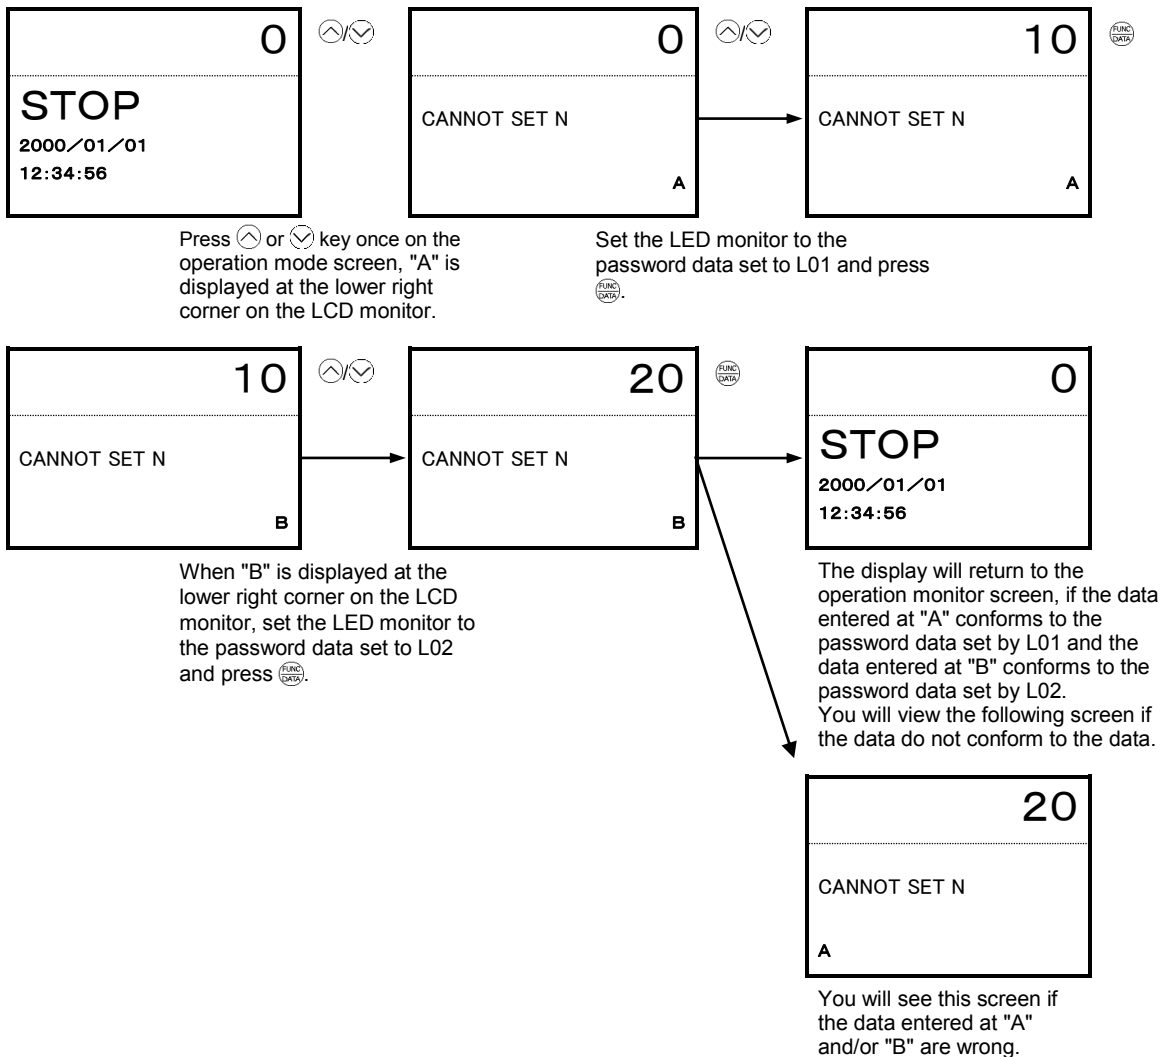 0
STOP
2000/01/01
12:34:56
0
CANNOT SET N
A
10
FUNC
DATA
CANNOT SET N
A
Press or key once on the
operation mode screen, "A" is
displayed at the lower right
corner on the LCD monitor.
Set the LED monitor to the
password data set to L01 and press
FUNC
DATA.
10
CANNOT SET N
B
20
FUNC
DATA
CANNOT SET N
B
0
STOP
2000/01/01
12:34:56
When "B" is displayed at the
lower right corner on the LCD
monitor, set the LED monitor to
the password data set to L02
and press FUNC DATA.
The display will return to the
operation monitor screen, if the data
entered at "A" conforms to the
password data set by L01 and the
data entered at "B" conforms to the
password data set by L02.
You will view the following screen if
the data do not conform to the data.
20
CANNOT SET N
A
You will see this screen if
the data entered at "A"
and/or "B" are wrong.